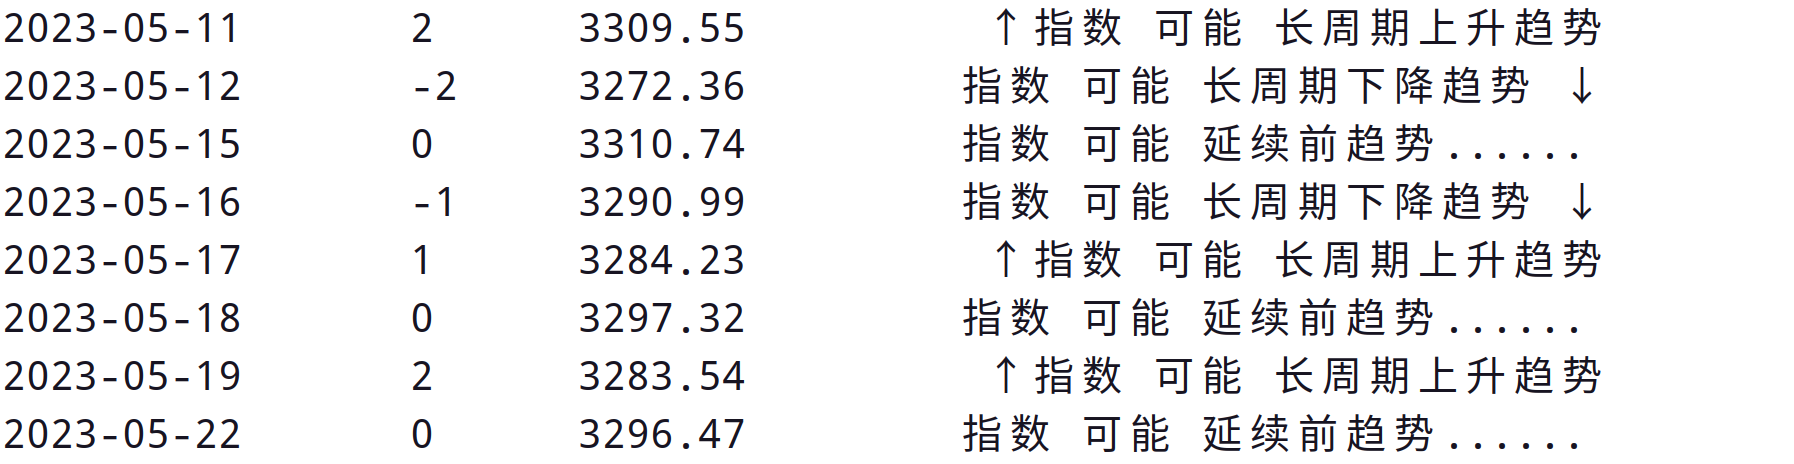 2023-05-11 2 3309.55 ↑指数 可能 长周期上升趋势
2023-05-12 -2 3272.36 指数 可能 长周期下降趋势 ↓
2023-05-15 0 3310.74 指数 可能 延续前趋势......
2023-05-16 -1 3290.99 指数 可能 长周期下降趋势 ↓
2023-05-17 1 3284.23 ↑指数 可能 长周期上升趋势
2023-05-18 0 3297.32 指数 可能 延续前趋势......
2023-05-19 2 3283.54 ↑指数 可能 长周期上升趋势
2023-05-22 0 3296.47 指数 可能 延续前趋势......